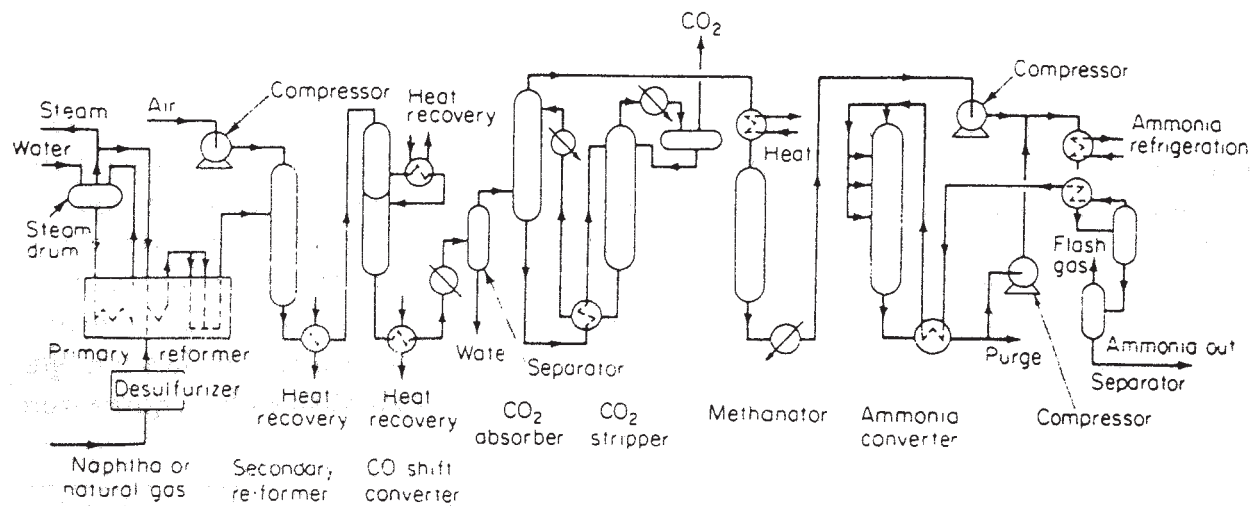 CO2
Compressor
Air
Compressor
Heat
recovery
Steam
Water
Ammonia
refrigeration
Heat
Steam
drum
Flash
gas
Primary reformer
Wate
Separator
Purge
Ammonia out
Separator
Desulfurizer
Heat
recovery
Heat
recovery
CO2
absorber
CO2
stripper
Methanator
Ammonia
converter
Compressor
Naphtha or
natural gas
Secondary
re-former
CO shift
converter